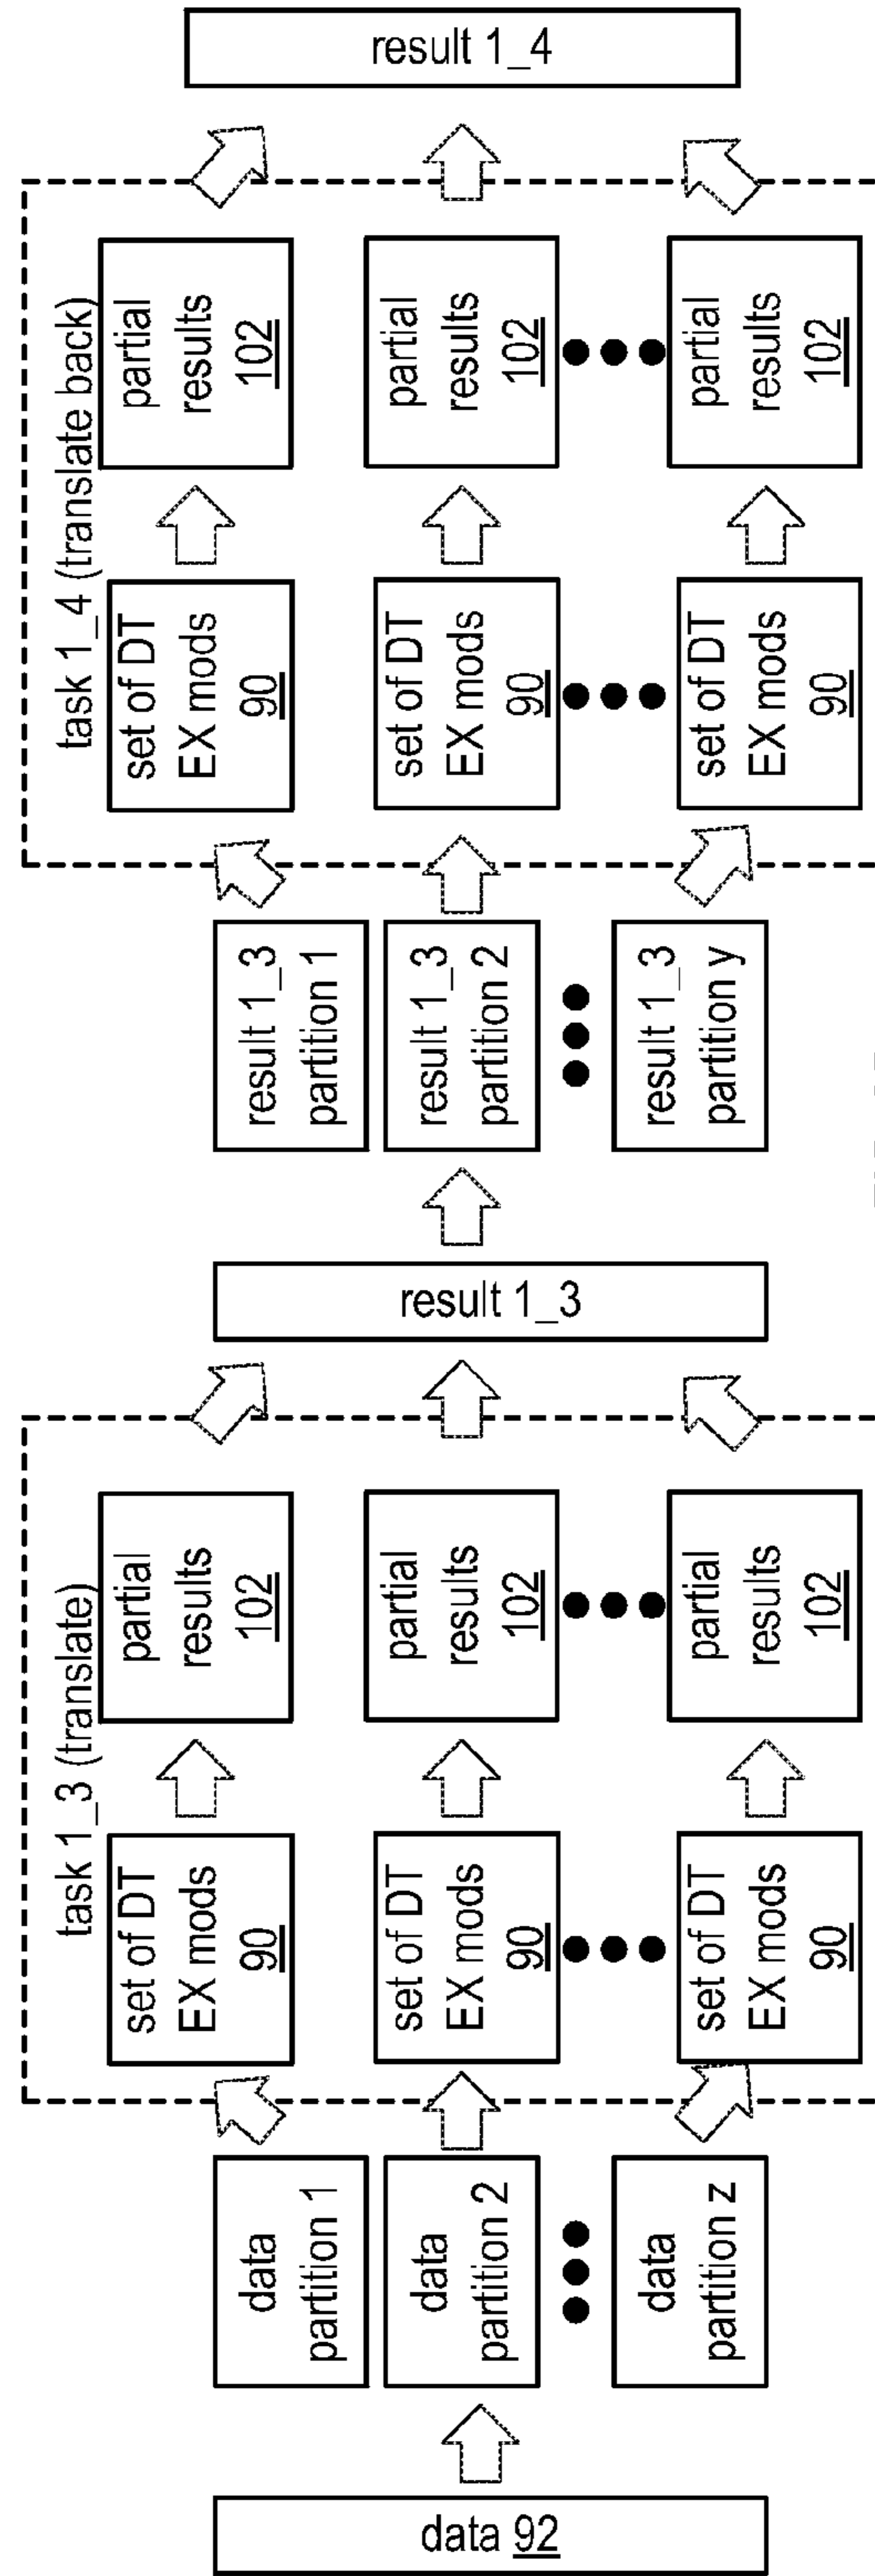 data 92
data
partition 1
data
partition 2
data
partition z
task 1_3 (translate)
set of DT
EX mods
90
set of DT
EX mods
90
set of DT
EX mods
90
partial
results
102
partial
results
102
partial
results
102
result 1_3
result 1_3
partition 1
result 1_3
partition 2
result 1_3
partition y
task 1_4 (translate back)
set of DT
EX mods
90
set of DT
EX mods
90
set of DT
EX mods
90
partial
results
102
partial
results
102
partial
results
102
result 1_4